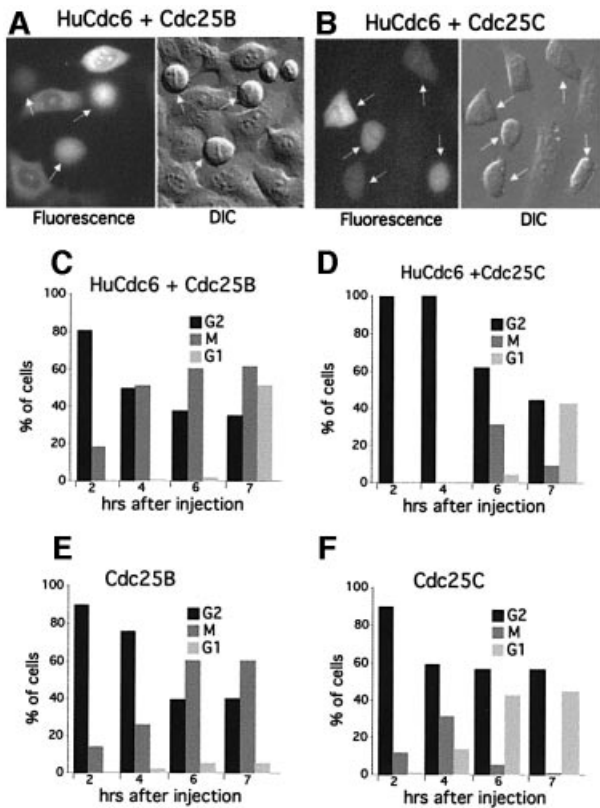 A HuCdc6 + Cdc25B
Fluorescence DIC
B HuCdc6 + Cdc25C
Fluorescence DIC
C HuCdc6 + Cdc25B
% of cells
80
60
40
20
0
G2
M
G1
2 4 6 7
hrs after injection
D HuCdc6 +Cdc25C
% of cells
100
80
60
40
20
0
G2
M
G1
2 4 6 7
hrs after injection
E Cdc25B
% of cells
80
60
40
20
0
G2
M
G1
2 4 6 7
hrs after injection
F Cdc25C
% of cells
100
80
60
40
20
0
G2
M
G1
2 4 6 7
hrs after injection